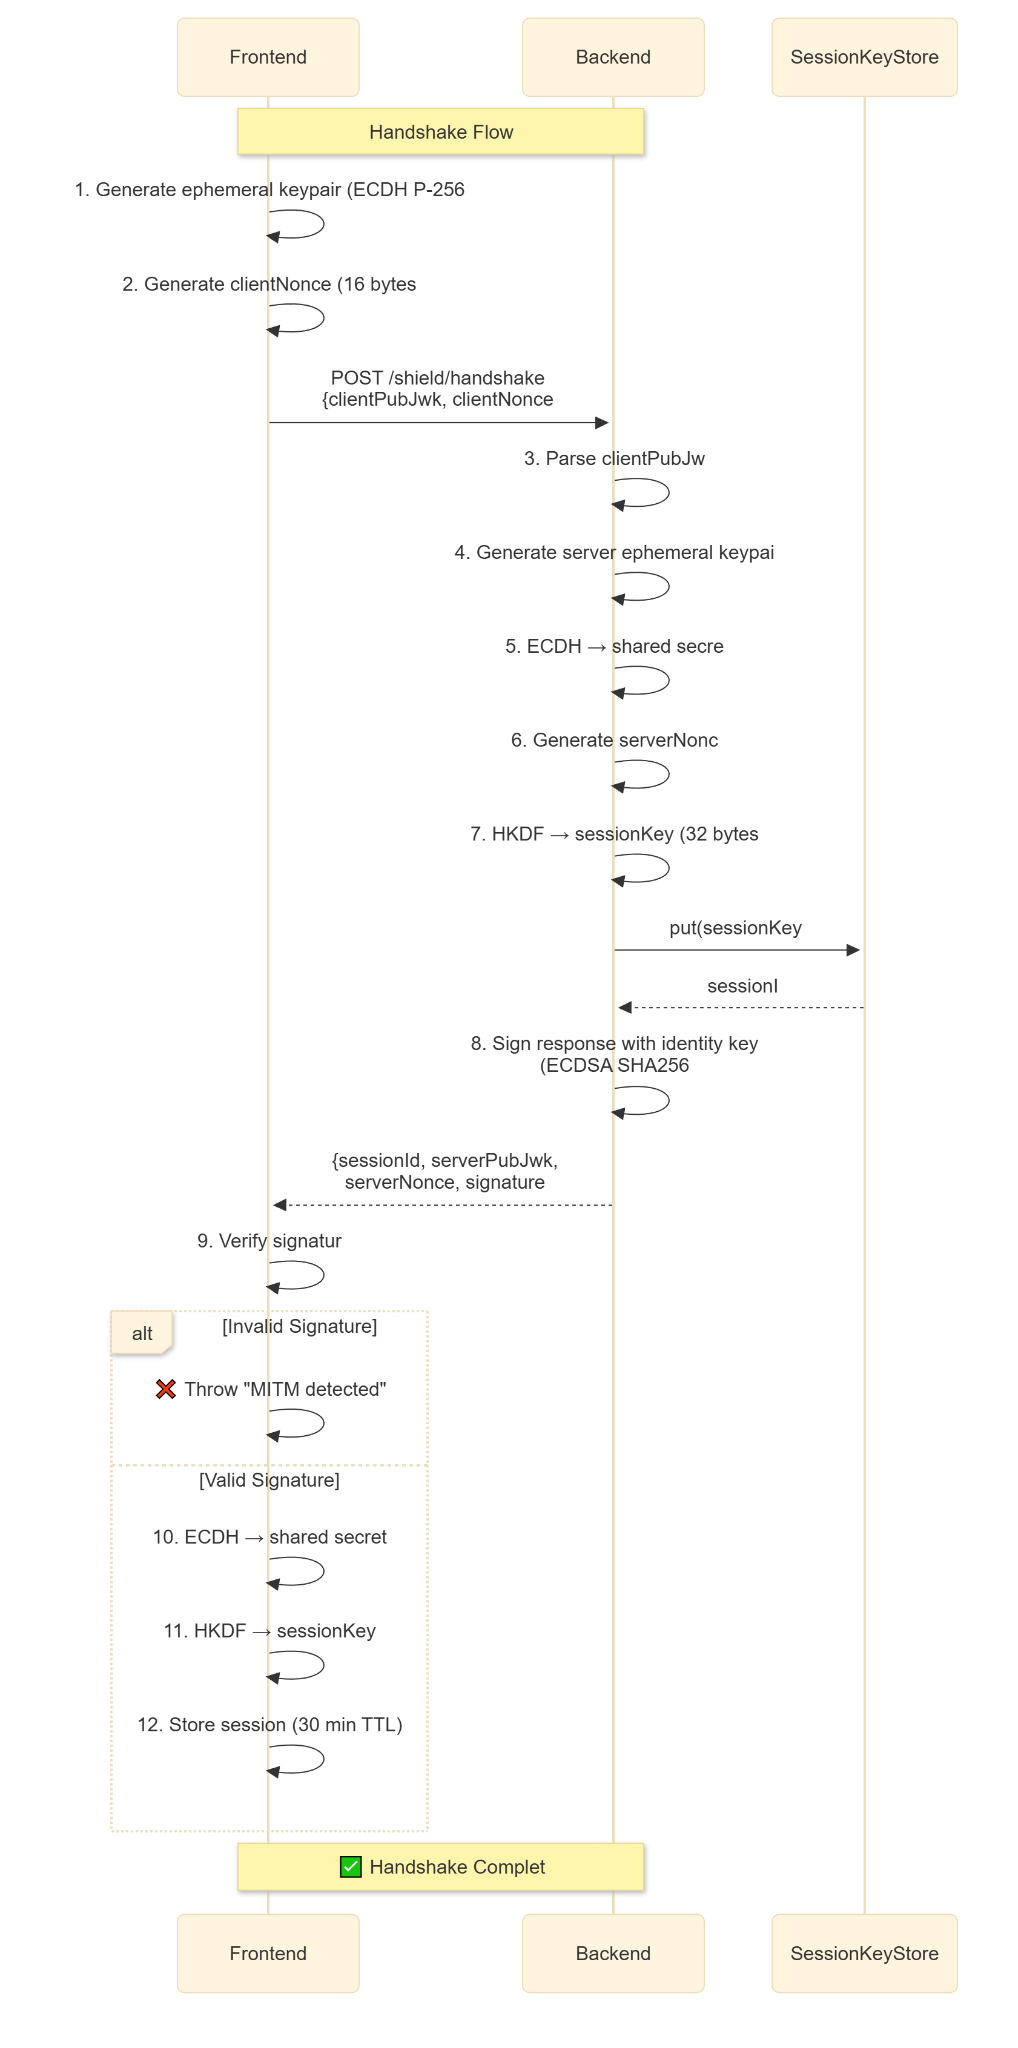 Frontend
Backend
SessionKeyStore
Handshake Flow
1. Generate ephemeral keypair (ECDH P-256
2. Generate clientNonce (16 bytes
POST /shield/handshake
{clientPubJwk, clientNonce
3. Parse clientPubJw
4. Generate server ephemeral keypai
5. ECDH → shared secre
6. Generate serverNonc
7. HKDF → sessionKey (32 bytes
put(sessionKey
sessionI
8. Sign response with identity key
(ECDSA SHA256
{sessionId, serverPubJwk,
serverNonce, signature
9. Verify signatur
alt
[Invalid Signature]
❌ Throw "MITM detected"
[Valid Signature]
10. ECDH → shared secret
11. HKDF → sessionKey
12. Store session (30 min TTL)
✅ Handshake Complet
Frontend
Backend
SessionKeyStore